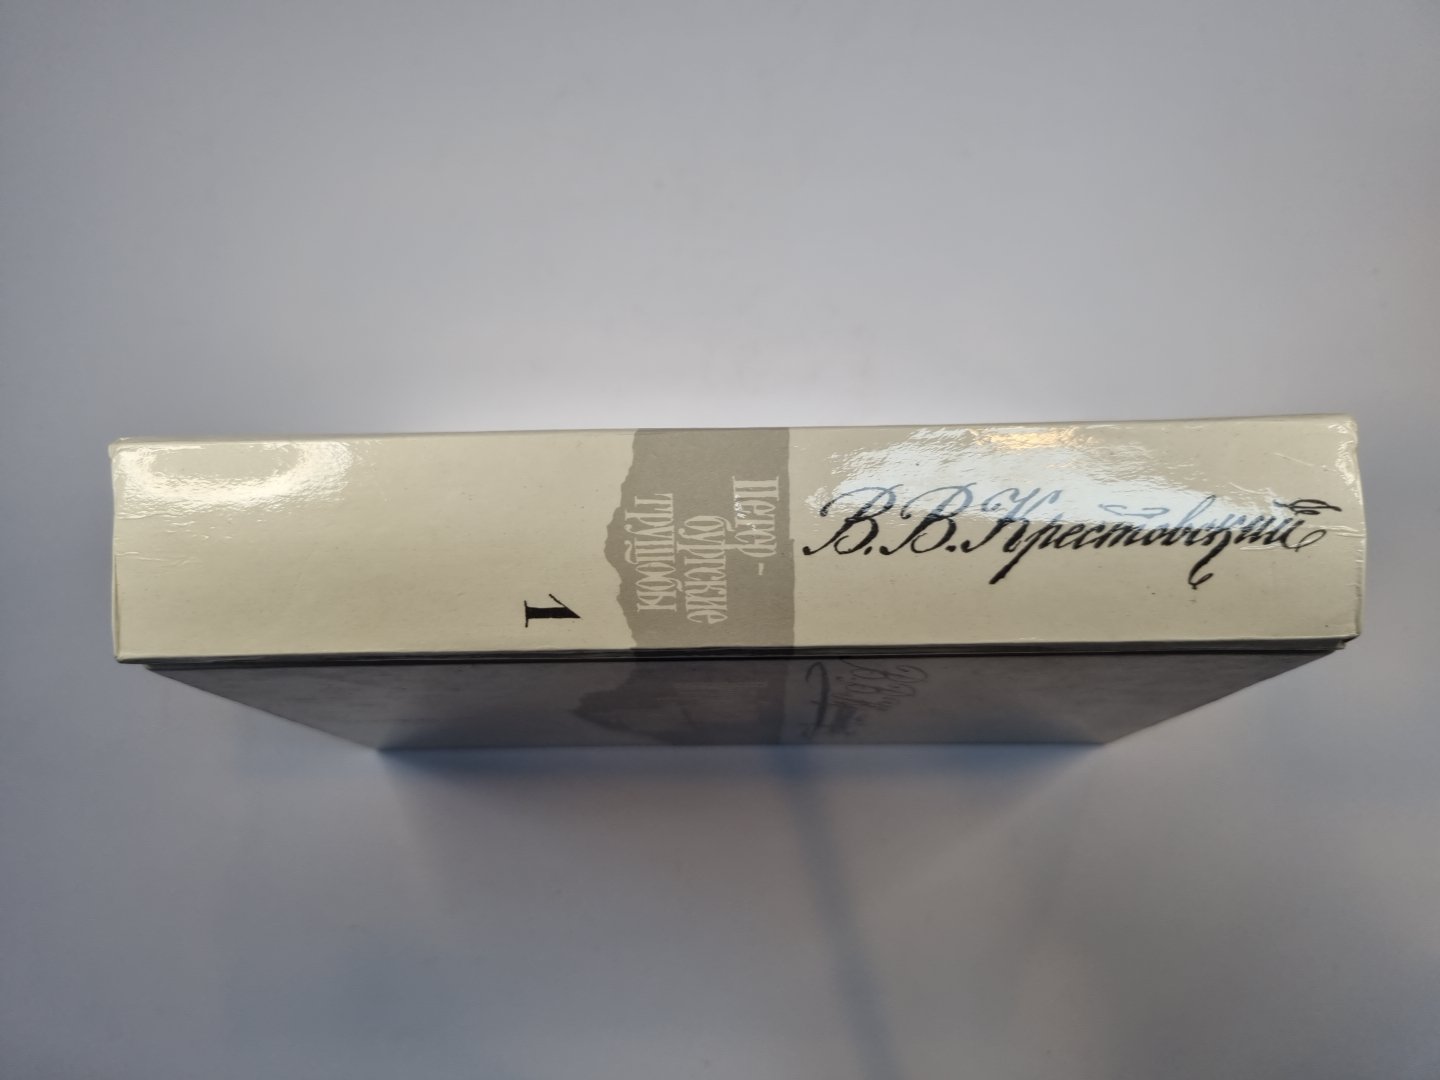 В. В. Крестовский
Петер-
бургские
трущобы
1